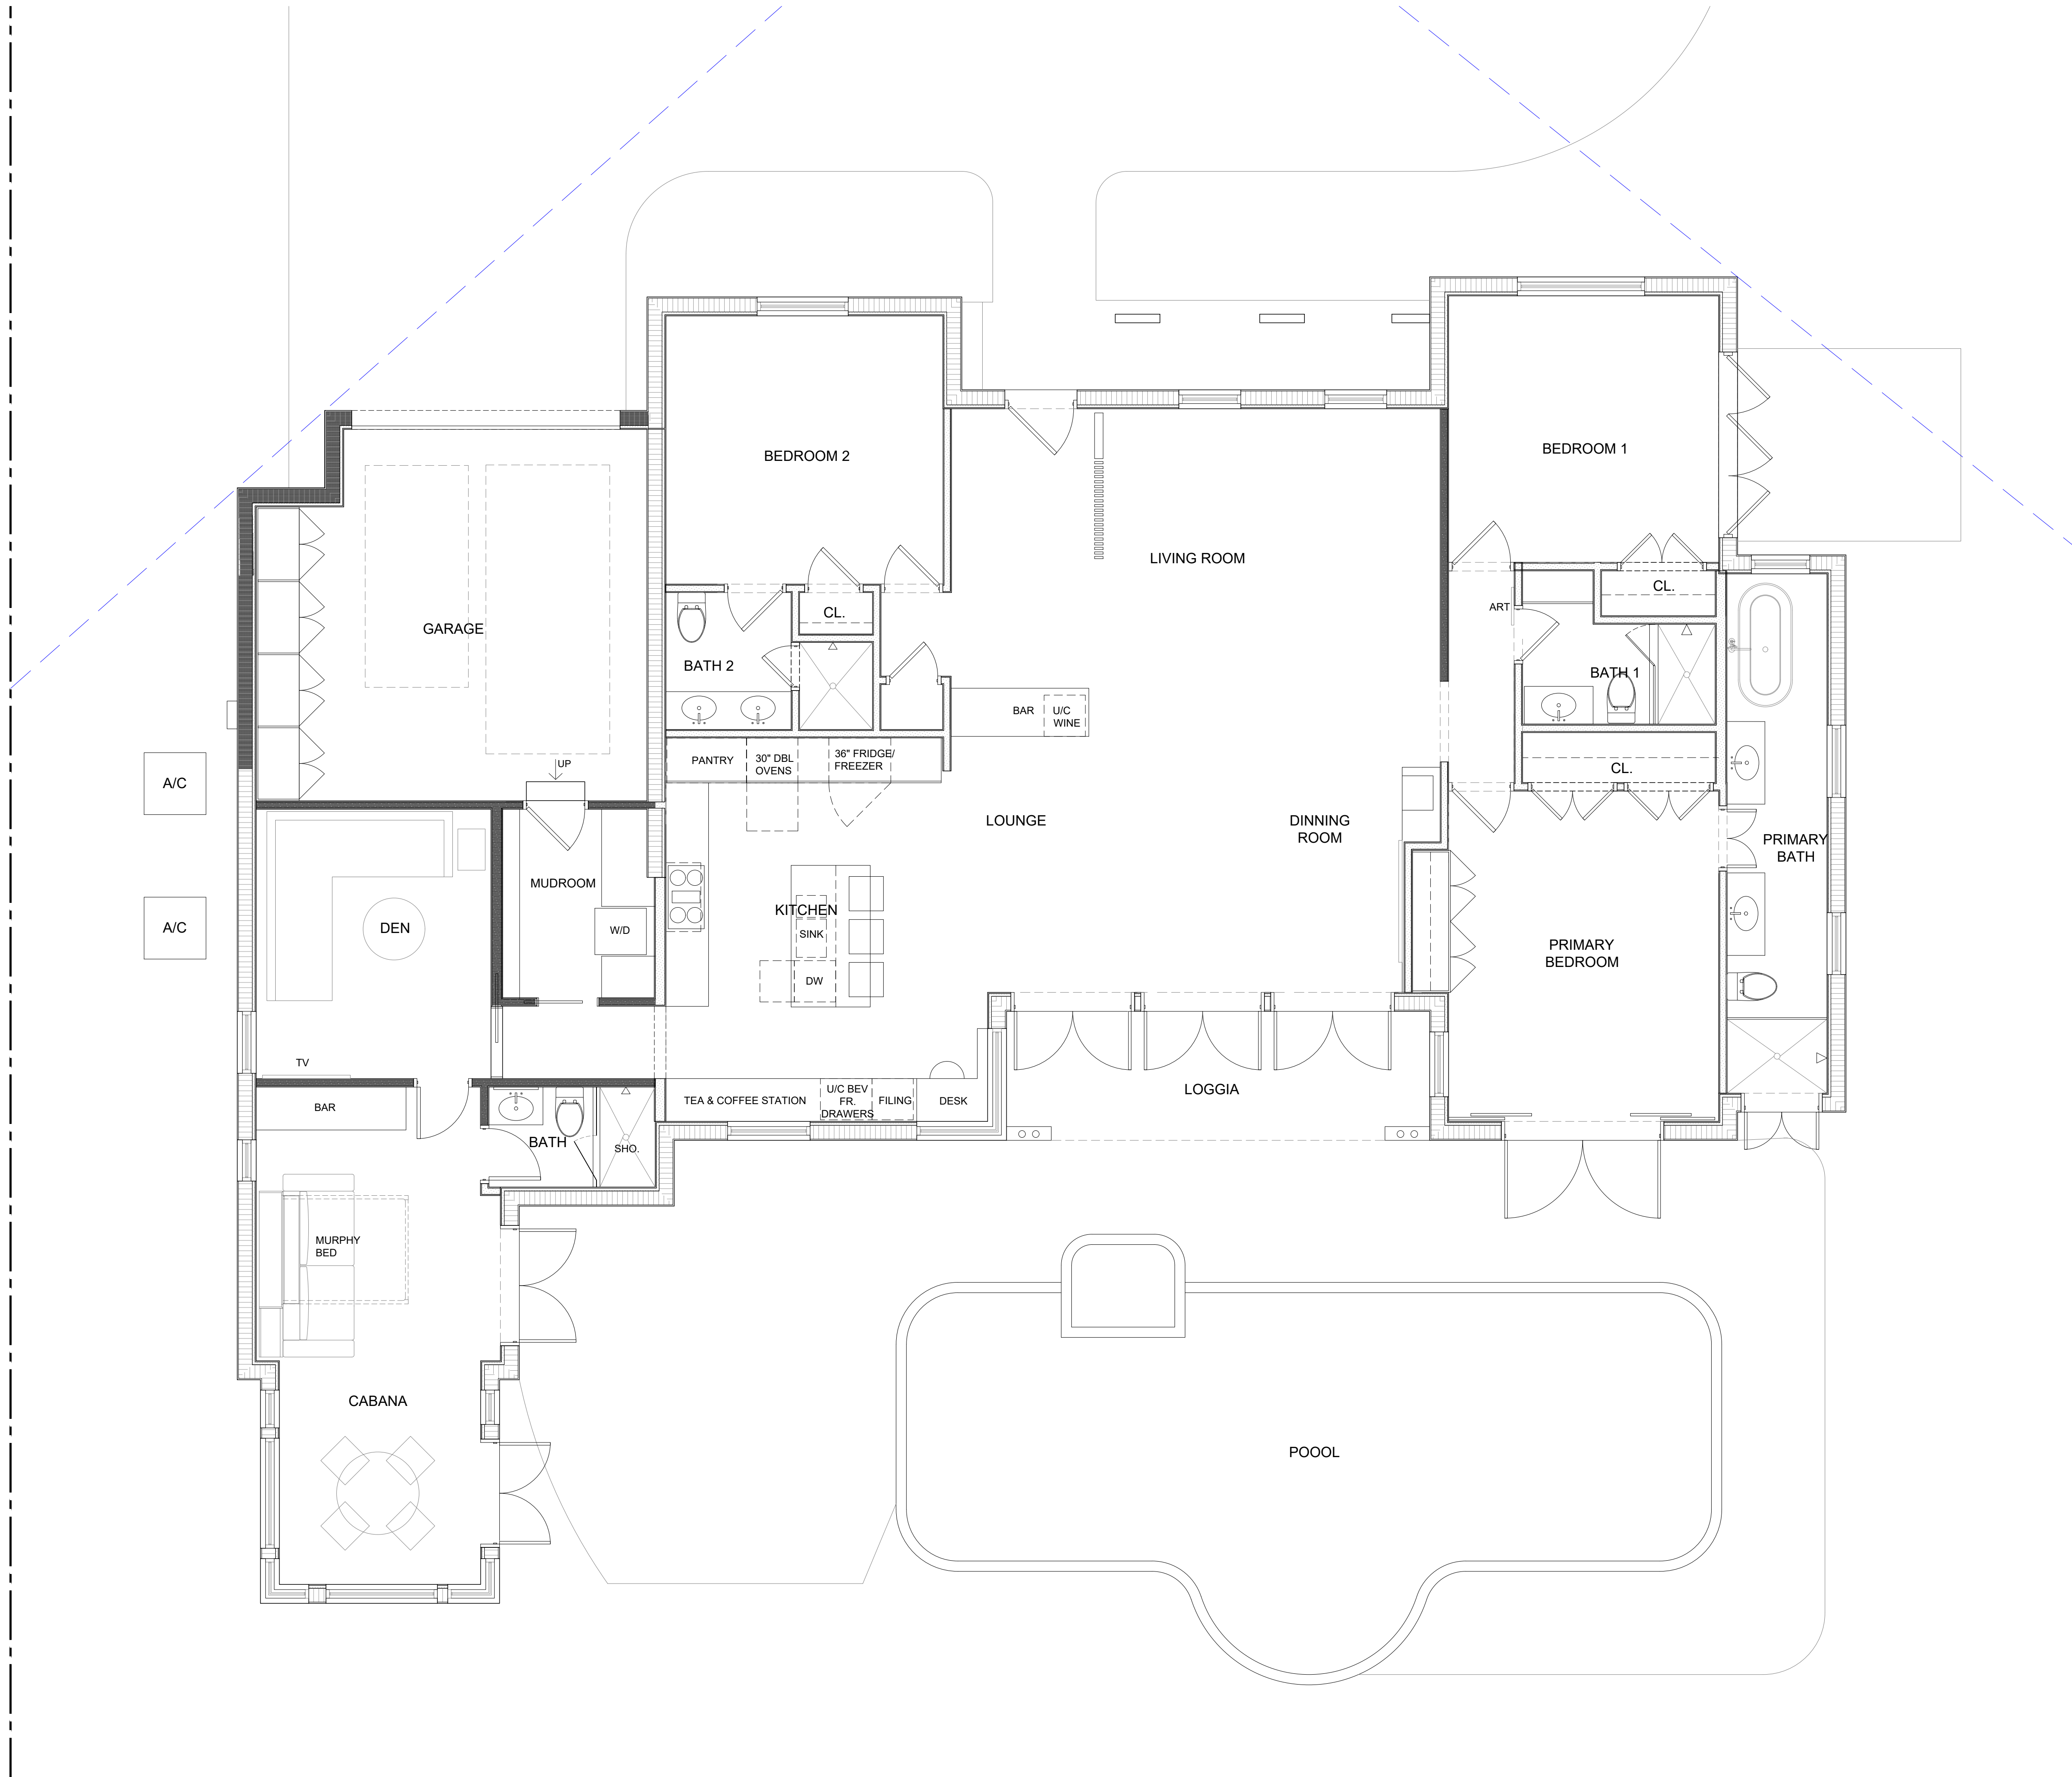 BEDROOM 1
BEDROOM 2
LIVING ROOM
CL.
ART
CL.
GARAGE
BATH 2
BATH 1
BAR
U/C
WINE
UP
PANTRY
30" DBL
OVENS
36" FRIDGE/
FREEZER
CL.
A/C
LOUNGE
DINNING
ROOM
PRIMARY
BATH
MUDROOM
KITCHEN
A/C
DEN
W/D
SINK
PRIMARY
BEDROOM
DW
TV
LOGGIA
BAR
TEA & COFFEE STATION
U/C BEV
FR.
DRAWERS
FILING
DESK
BATH
SHO.
MURPHY
BED
CABANA
POOOL